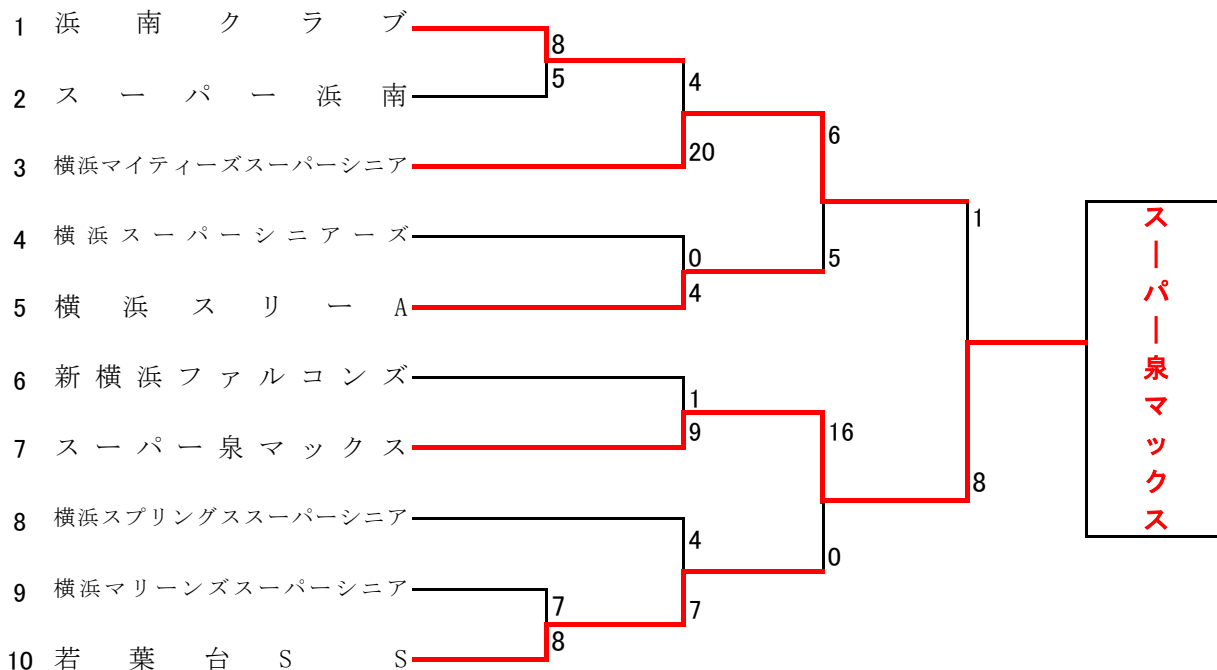 1 浜南クラブ
8
5
2 スーパー浜南
4
20
3 横浜マイティーズスーパーシニア
6
5
4 横浜スーパーシニアーズ
0
4
5 横浜スリーA
1
8
スーパー泉マックス
6 新横浜ファルコンズ
1
9
7 スーパー泉マックス
16
0
8 横浜スプリングススーパーシニア
4
7
9 横浜マリーンズスーパーシニア
7
8
10 若葉台SS